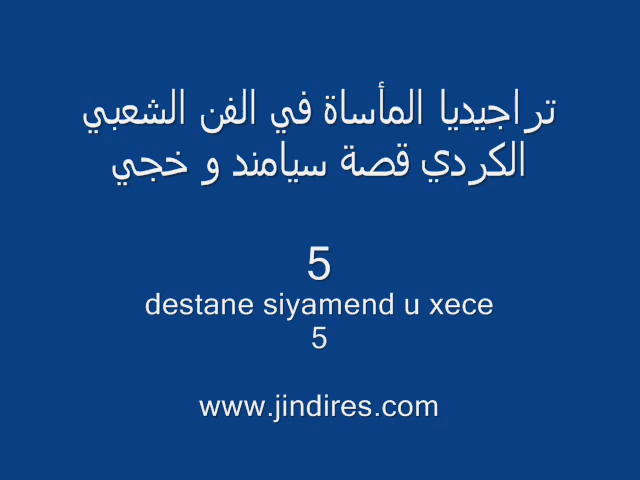 تراجيديا المأساة في الفن الشعبي
الكردي قصة سيامند و خجي
5
destane siyamend u xece
5
www.jindires.com